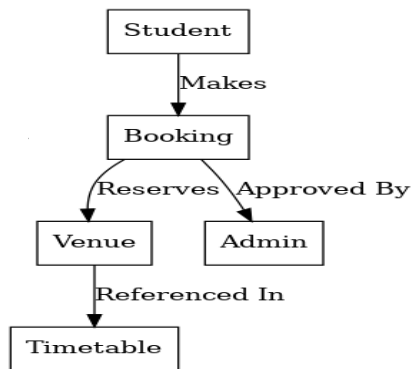 Student
Makes
Booking
Reserves
Approved By
Venue
Admin
Referenced In
Timetable